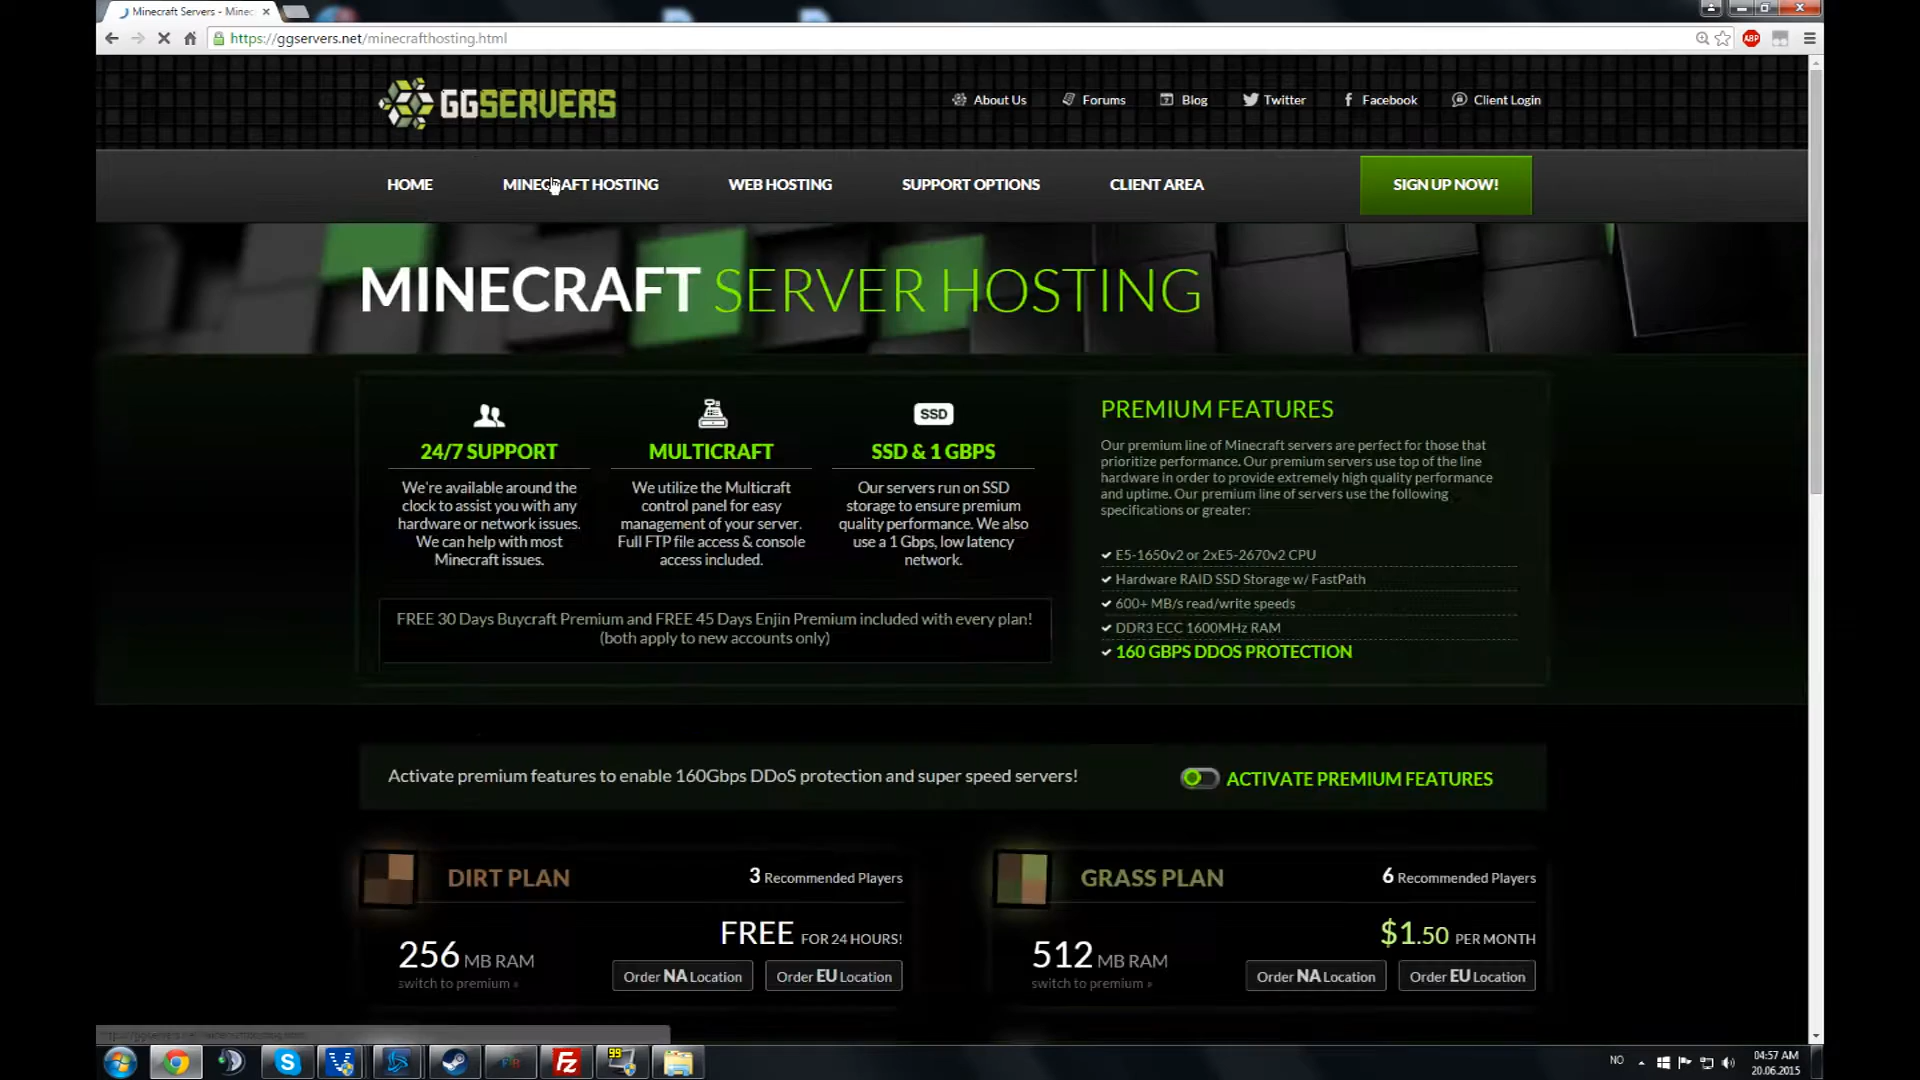 Minecraft Servers - Minec
https://ggservers.net/minecrafthosting.html
ABP
GGSERVERS
About Us
Forums
Blog
Twitter
Facebook
Client Login
HOME
MINECRAFT HOSTING
WEB HOSTING
SUPPORT OPTIONS
CLIENT AREA
SIGN UP NOW!
MINECRAFT SERVER HOSTING
24/7 SUPPORT
We're available around the
clock to assist you with any
hardware or network issues.
We can help with most
Minecraft issues.
MULTICRAFT
We utilize the Multicraft
control panel for easy
management of your server.
Full FTP file access & console
access included.
SSD
SSD & 1 GBPS
Our servers run on SSD
storage to ensure premium
quality performance. We also
use a 1 Gbps, low latency
network.
FREE 30 Days Buycraft Premium and FREE 45 Days Enjin Premium included with every plan!
(both apply to new accounts only)
PREMIUM FEATURES
Our premium line of Minecraft servers are perfect for those that
prioritize performance. Our premium servers use top of the line
hardware in order to provide extremely high quality performance
and uptime. Our premium line of servers use the following
specifications or greater:
E5-1650v2 or 2xE5-2670v2 CPU
Hardware RAID SSD Storage w/ FastPath
600+ MB/s read/write speeds
DDR3 ECC 1600MHz RAM
160 GBPS DDOS PROTECTION
Activate premium features to enable 160Gbps DDoS protection and super speed servers!
ACTIVATE PREMIUM FEATURES
DIRT PLAN
3 Recommended Players
FREE FOR 24 HOURS!
256 MB RAM
switch to premium »
Order NA Location
Order EU Location
GRASS PLAN
6 Recommended Players
$1.50 PER MONTH
512 MB RAM
switch to premium »
Order NA Location
Order EU Location
99
NO
04:57 AM
20.06.2015